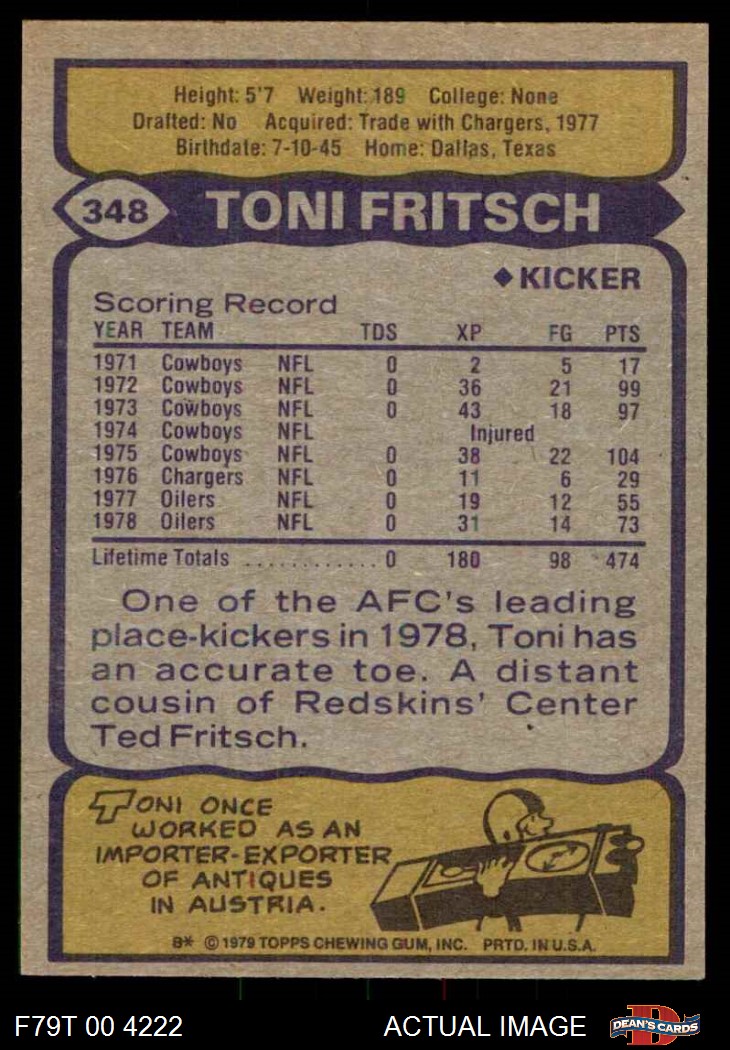 Height: 5'7 Weight: 189 College: None
Drafted: No Acquired: Trade with Chargers, 1977
Birthdate: 7-10-45 Home: Dallas, Texas
348 TONI FRITSCH
◆KICKER
Scoring Record
YEAR TEAM TDS XP FG PTS
1971 Cowboys NFL 0 2 5 17
1972 Cowboys NFL 0 36 21 99
1973 Cowboys NFL 0 43 18 97
1974 Cowboys NFL Injured
1975 Cowboys NFL 0 38 22 104
1976 Chargers NFL 0 11 6 29
1977 Oilers NFL 0 19 12 55
1978 Oilers NFL 0 31 14 73
Lifetime Totals ............ 0 180 98 474
One of the AFC's leading
place-kickers in 1978, Toni has
an accurate toe. A distant
cousin of Redskins' Center
Ted Fritsch.
TONI ONCE
WORKED AS AN
IMPORTER-EXPORTER
OF ANTIQUES
IN AUSTRIA.
B* © 1979 TOPPS CHEWING GUM, INC. PRTD. IN U.S.A.
F79T 00 4222 ACTUAL IMAGE D DEAN'S CARDS